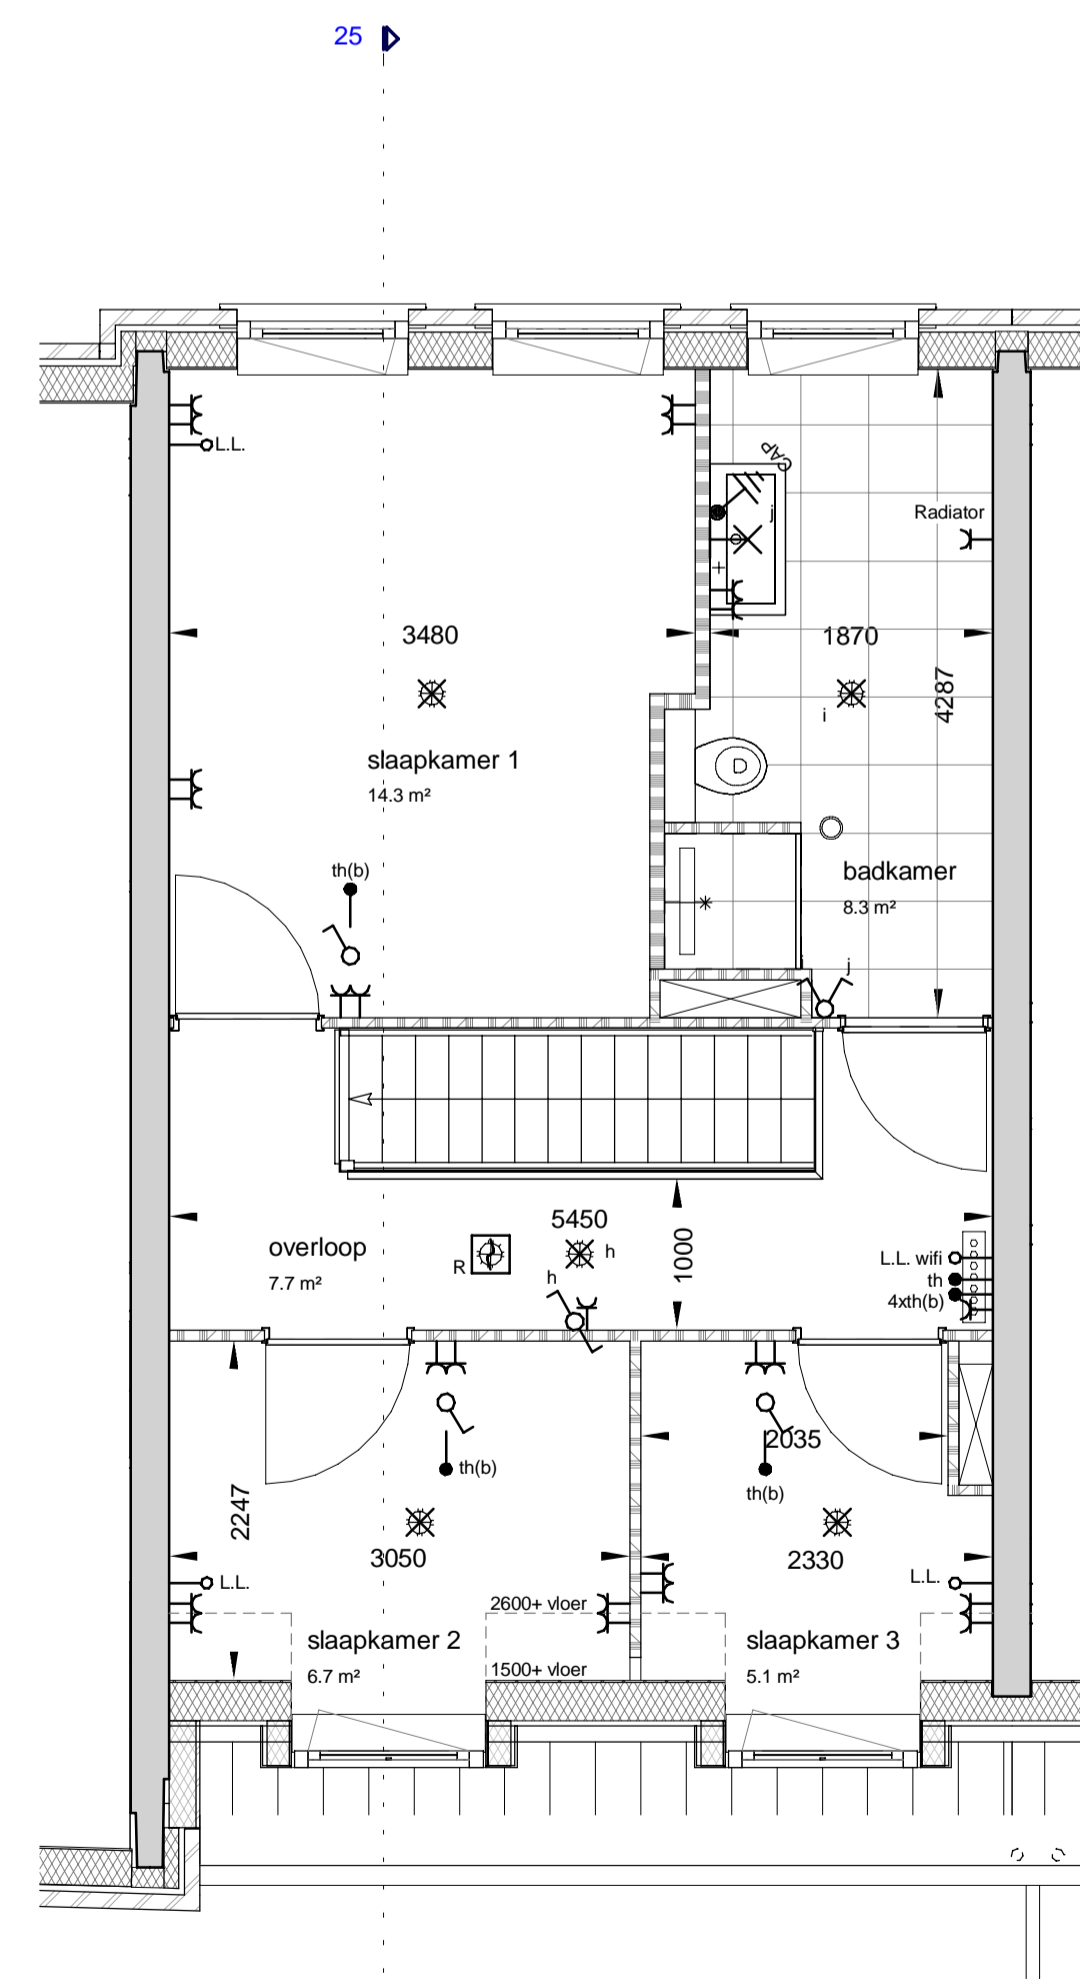 25
L.L.
CAP
j
Radiator
3480
1870
4287
i
slaapkamer 1
14.3 m²
th(b)
badkamer
8.3 m²
j
5450
1000
overloop
7.7 m²
R
h
h
L.L. wifi
th
4xth(b)
2035
th(b)
th(b)
2247
3050
2330
L.L.
L.L.
2600+ vloer
slaapkamer 2
6.7 m²
1500+ vloer
slaapkamer 3
5.1 m²